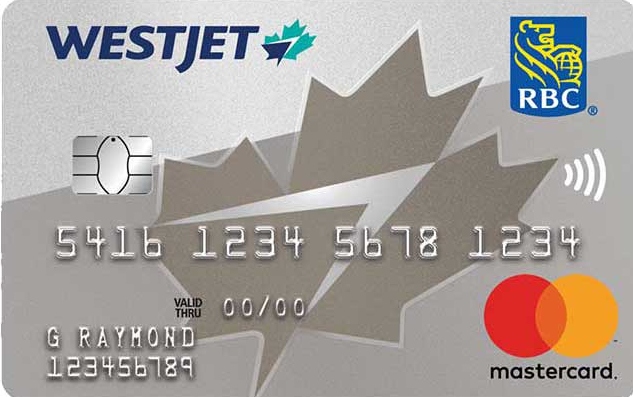 WESTJET
RBC®
5416 1234 5678 1234
VALID
THRU 00/00
G RAYMOND
123456789
mastercard.